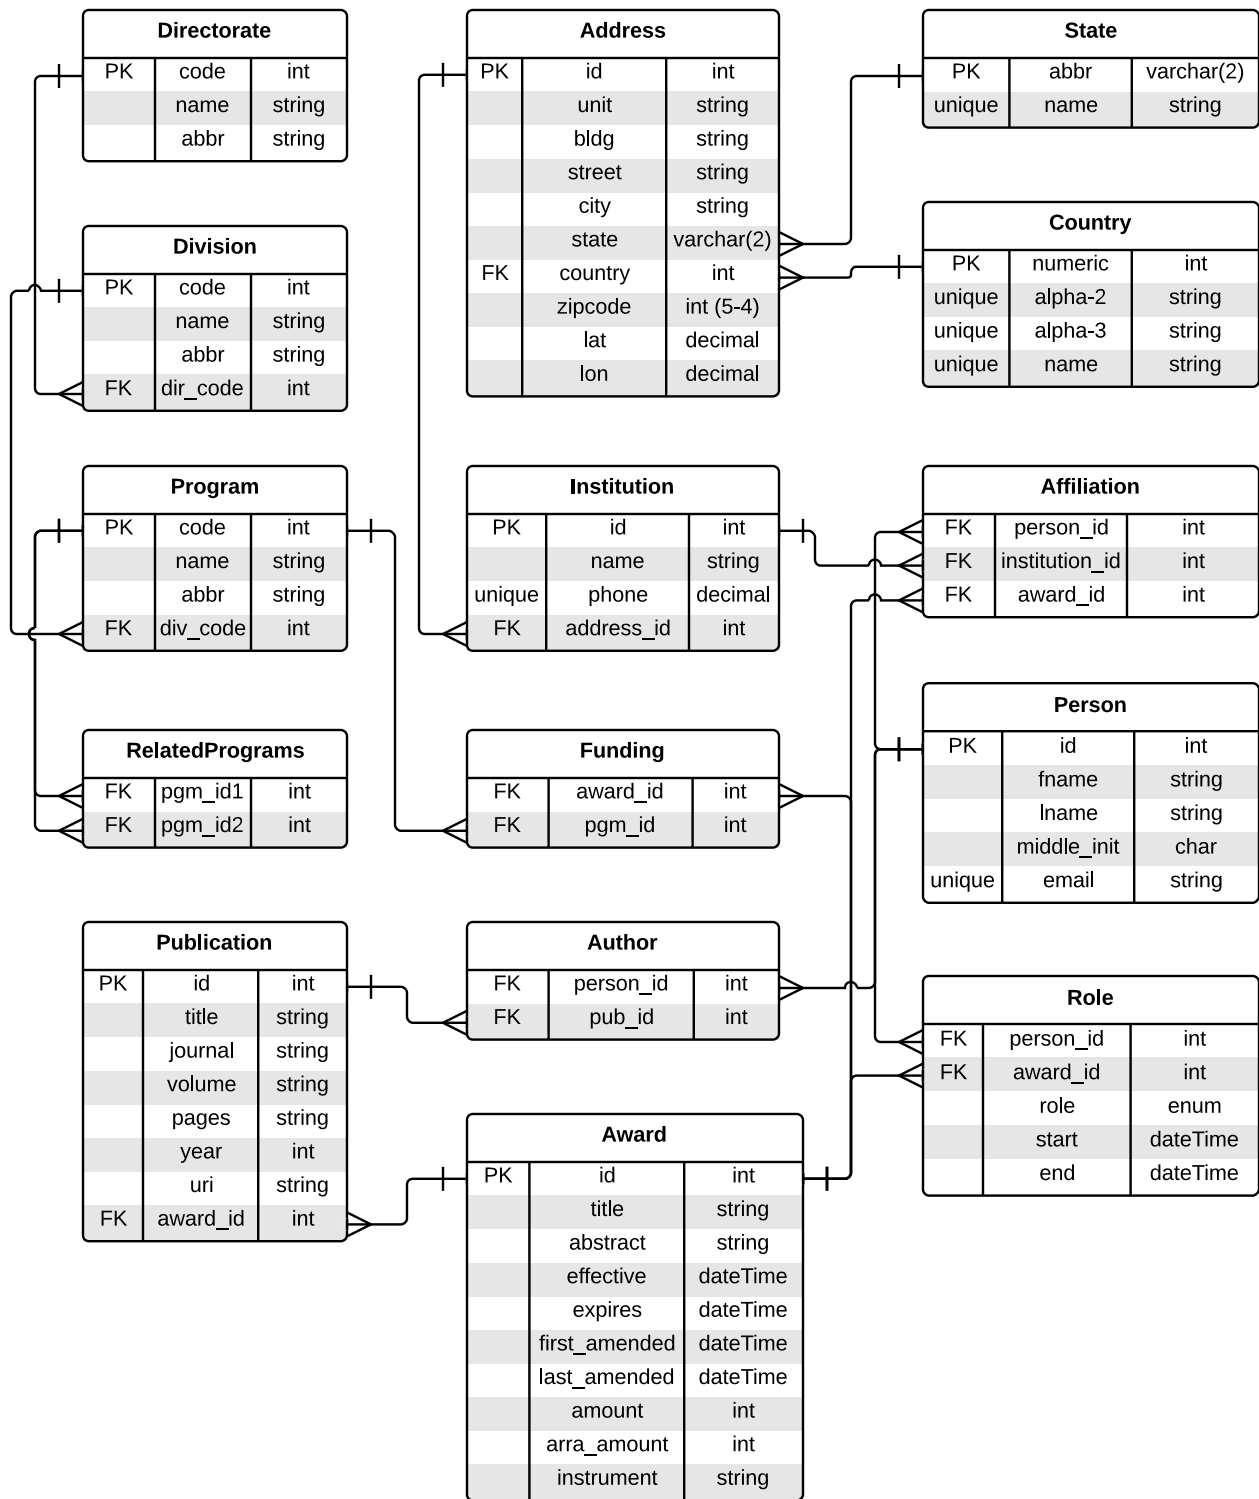 Directorate
PK code int
name string
abbr string
Address
PK id int
unit string
bldg string
street string
city string
state varchar(2)
FK country int
zipcode int (5-4)
lat decimal
lon decimal
State
PK abbr varchar(2)
unique name string
Division
PK code int
name string
abbr string
FK dir_code int
Country
PK numeric int
unique alpha-2 string
unique alpha-3 string
unique name string
Program
PK code int
name string
abbr string
FK div_code int
Institution
PK id int
name string
unique phone decimal
FK address_id int
Affiliation
FK person_id int
FK institution_id int
FK award_id int
RelatedPrograms
FK pgm_id1 int
FK pgm_id2 int
Funding
FK award_id int
FK pgm_id int
Person
PK id int
fname string
lname string
middle_init char
unique email string
Publication
PK id int
title string
journal string
volume string
pages string
year int
uri string
FK award_id int
Author
FK person_id int
FK pub_id int
Role
FK person_id int
FK award_id int
role enum
start dateTime
end dateTime
Award
PK id int
title string
abstract string
effective dateTime
expires dateTime
first_amended dateTime
last_amended dateTime
amount int
arra_amount int
instrument string